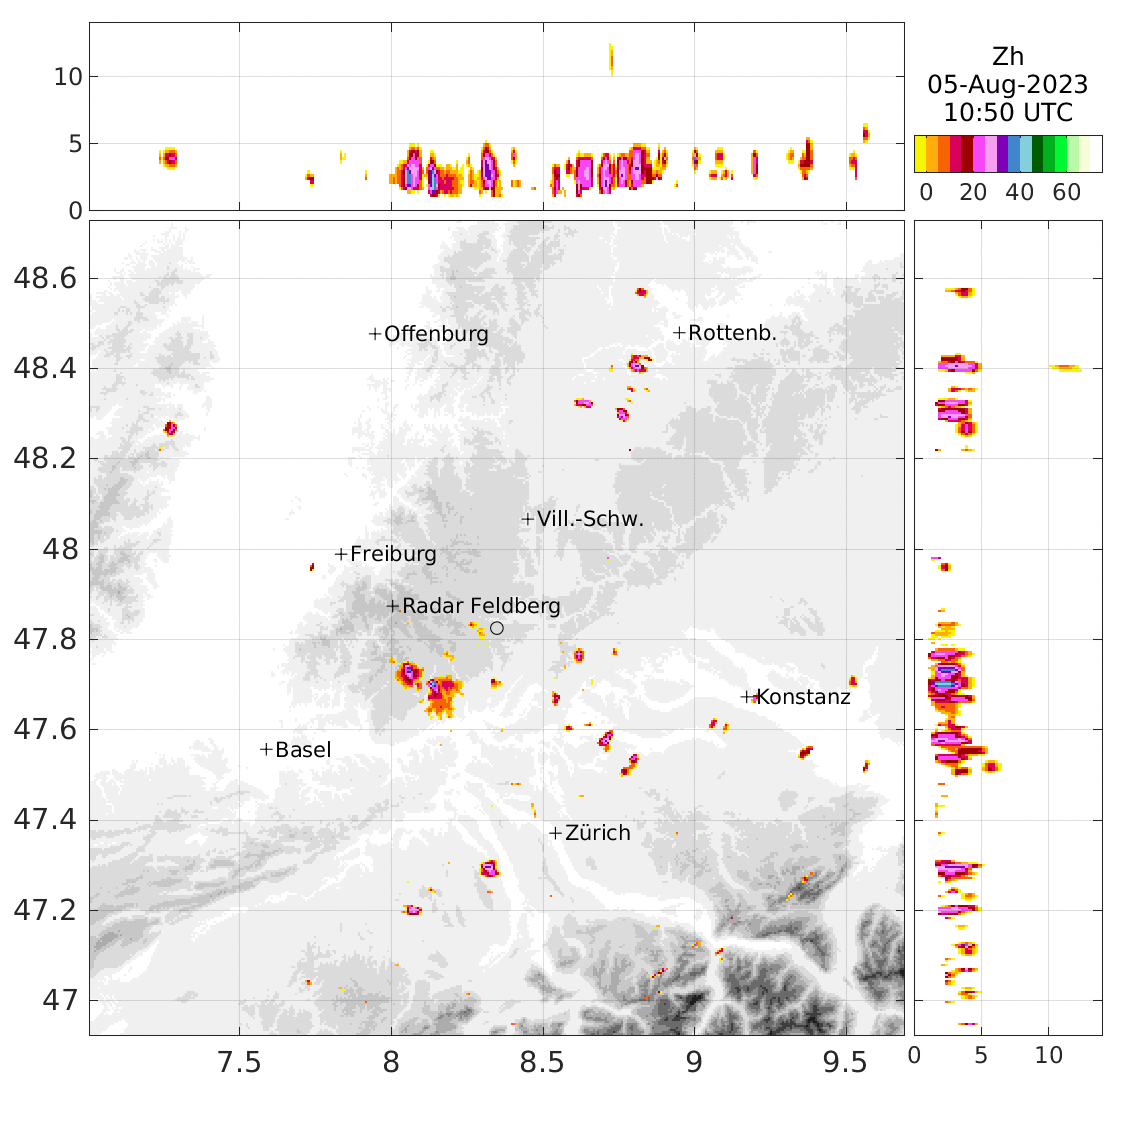 Zh
05-Aug-2023
10:50 UTC
10
5
0
0 20 40 60
48.6
48.4
48.2
48
47.8
47.6
47.4
47.2
47
Offenburg
Rottenb.
Vill.-Schw.
Freiburg
Radar Feldberg
Konstanz
Basel
Zürich
7.5 8 8.5 9 9.5
0 5 10